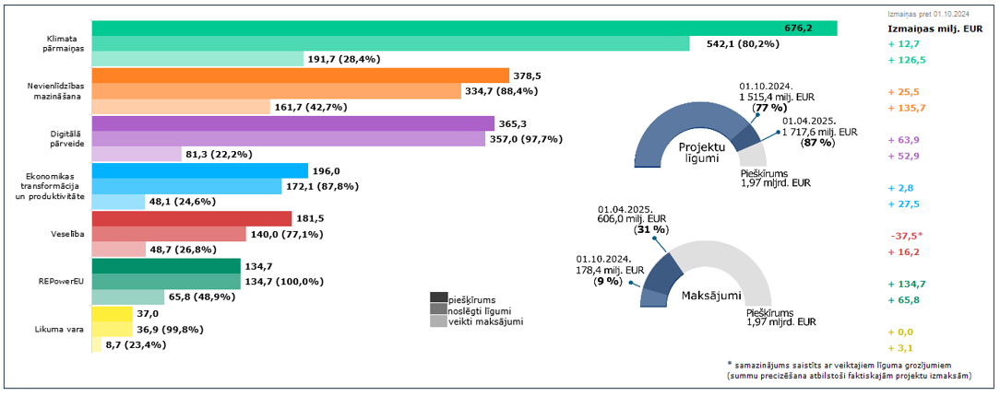 Izmaiņas pret 01.10.2024
Izmaiņas milj. EUR
Klimata
pārmaiņas
676,2
542,1 (80,2%)
191,7 (28,4%)
+ 12,7
+ 126,5
Nevienlīdzības
mazināšana
378,5
334,7 (88,4%)
161,7 (42,7%)
+ 25,5
+ 135,7
Digitālā
pārveide
365,3
357,0 (97,7%)
81,3 (22,2%)
+ 63,9
+ 52,9
Ekonomikas
transformācija
un produktivitāte
196,0
172,1 (87,8%)
48,1 (24,6%)
+ 2,8
+ 27,5
Veselība
181,5
140,0 (77,1%)
48,7 (26,8%)
-37,5*
+ 16,2
REPowerEU
134,7
134,7 (100,0%)
65,8 (48,9%)
+ 134,7
+ 65,8
Likuma vara
37,0
36,9 (99,8%)
8,7 (23,4%)
+ 0,0
+ 3,1
01.10.2024.
1 515,4 milj. EUR
(77 %)
01.04.2025.
1 717,6 milj. EUR
(87 %)
Projektu
līgumi
Piešķīrums
1,97 mljrd. EUR
01.04.2025.
606,0 milj. EUR
(31 %)
01.10.2024.
178,4 milj. EUR
(9 %)
Maksājumi
Piešķīrums
1,97 mljrd. EUR
piešķīrums
noslēgti līgumi
veikti maksājumi
* samazinājums saistīts ar veiktajiem līguma grozījumiem
(summu precizēšana atbilstoši faktiskajām projektu izmaksām)